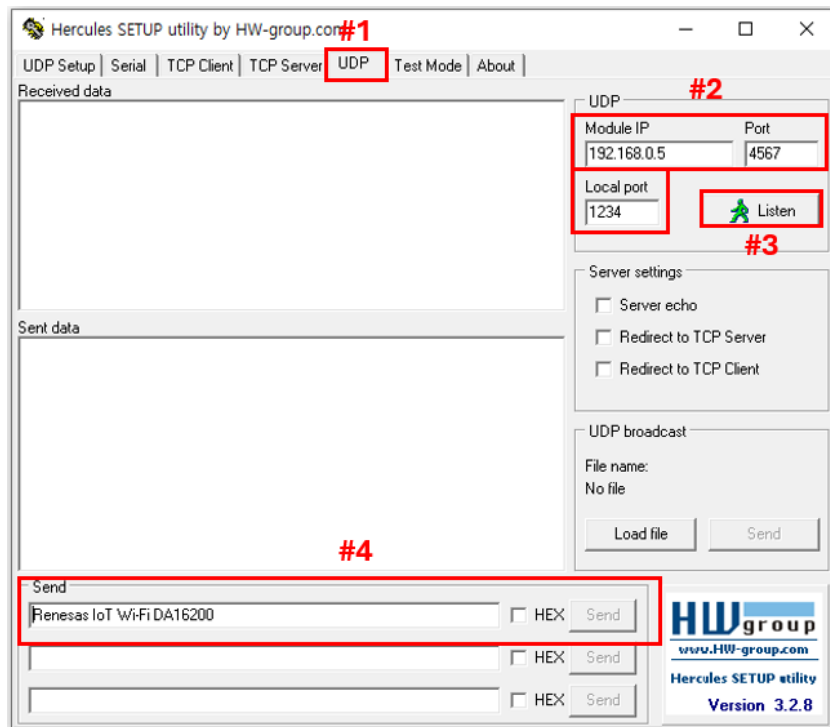 Hercules SETUP utility by HW-group.com
#1
UDP Setup Serial TCP Client TCP Server UDP Test Mode About
Received data
UDP
#2
Module IP Port
192.168.0.5 4567
Local port
1234 Listen
#3
Server settings
Server echo
Redirect to TCP Server
Redirect to TCP Client
Sent data
UDP broadcast
File name:
No file
Load file Send
#4
Send
Renesas IoT Wi-Fi DA16200 HEX Send
HEX Send
HEX Send
HW group
www.HW-group.com
Hercules SETUP utility
Version 3.2.8